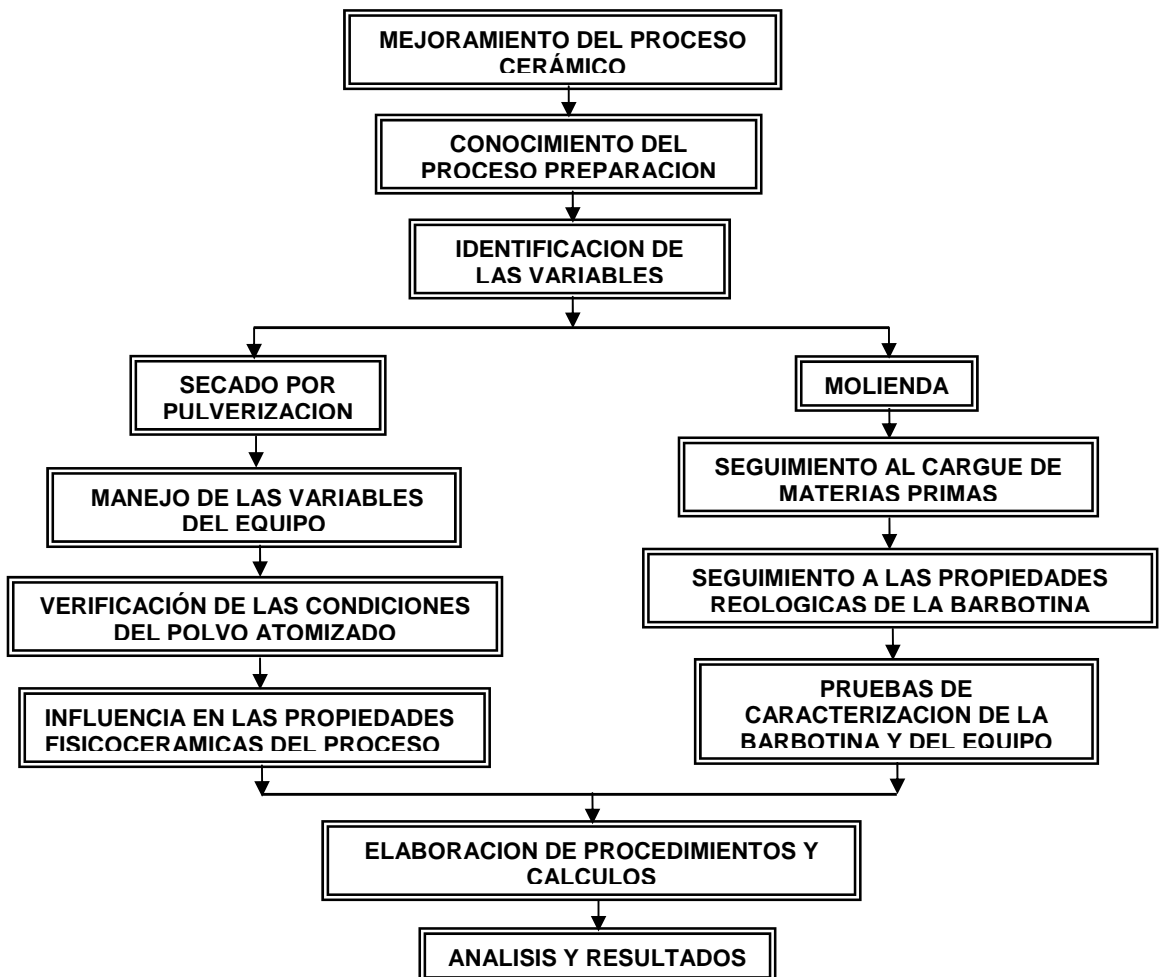 MEJORAMIENTO DEL PROCESO
CERÁMICO
CONOCIMIENTO DEL
PROCESO PREPARACION
IDENTIFICACION DE
LAS VARIABLES
SECADO POR
PULVERIZACION
MANEJO DE LAS VARIABLES
DEL EQUIPO
VERIFICACIÓN DE LAS CONDICIONES
DEL POLVO ATOMIZADO
INFLUENCIA EN LAS PROPIEDADES
FISICOCERAMICAS DEL PROCESO
MOLIENDA
SEGUIMIENTO AL CARGUE DE
MATERIAS PRIMAS
SEGUIMIENTO A LAS PROPIEDADES
REOLOGICAS DE LA BARBOTINA
PRUEBAS DE
CARACTERIZACION DE LA
BARBOTINA Y DEL EQUIPO
ELABORACION DE PROCEDIMIENTOS Y
CALCULOS
ANALISIS Y RESULTADOS